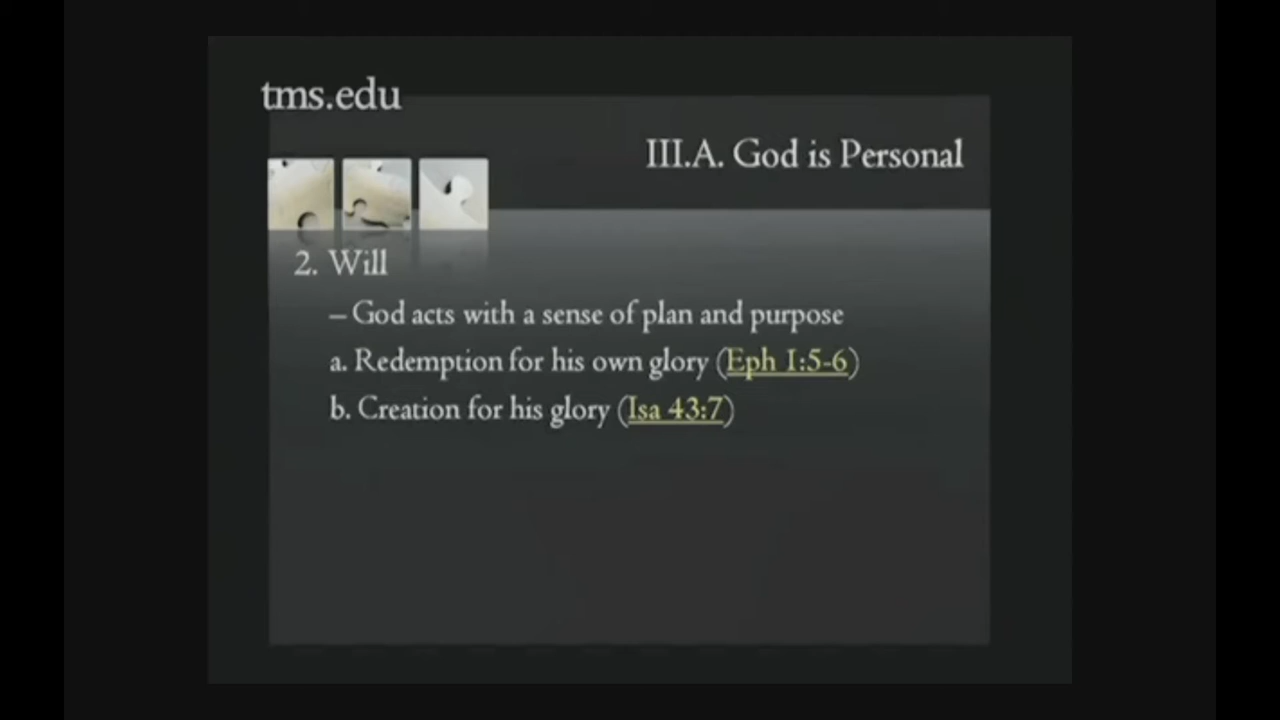 tms.edu
III.A. God is Personal
2. Will
– God acts with a sense of plan and purpose
a. Redemption for his own glory (Eph 1:5-6)
b. Creation for his glory (Isa 43:7)